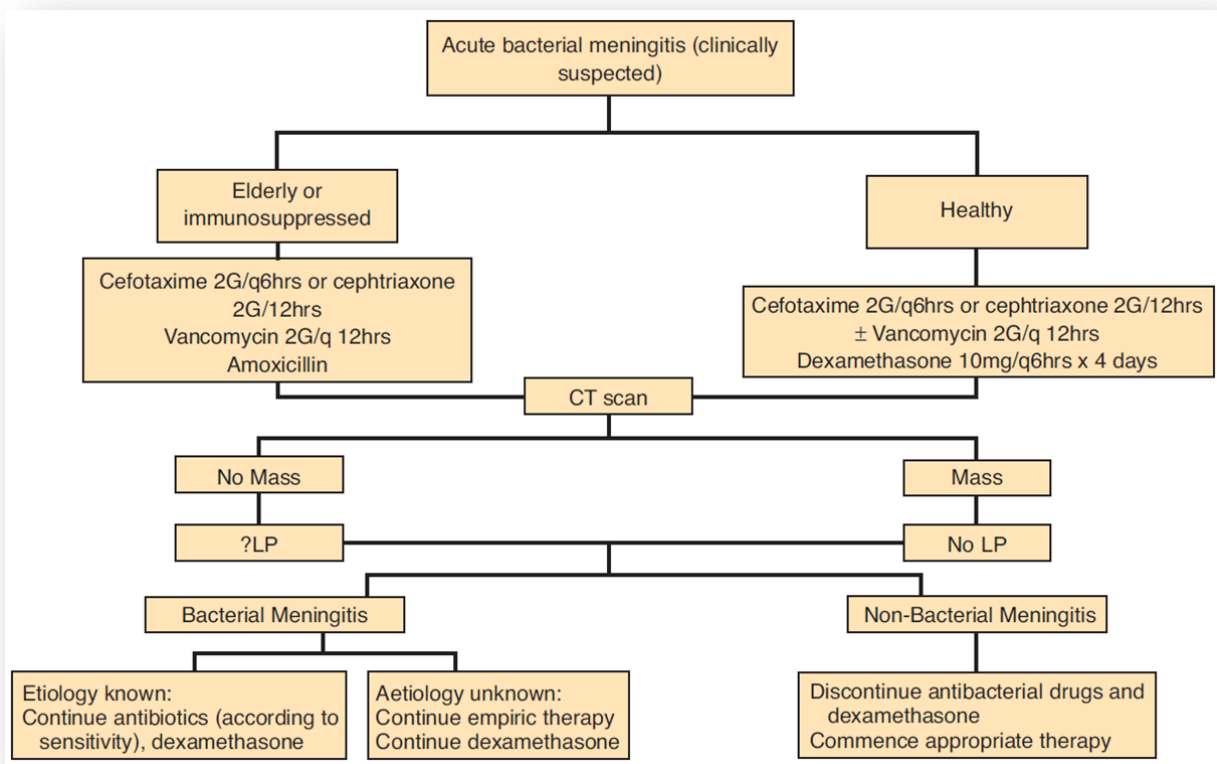 Acute bacterial meningitis (clinically
suspected)
Elderly or
immunosuppressed
Healthy
Cefotaxime 2G/q6hrs or cephtriaxone
2G/12hrs
Vancomycin 2G/q 12hrs
Amoxicillin
Cefotaxime 2G/q6hrs or cephtriaxone 2G/12hrs
± Vancomycin 2G/q 12hrs
Dexamethasone 10mg/q6hrs x 4 days
CT scan
No Mass
Mass
?LP
No LP
Bacterial Meningitis
Non-Bacterial Meningitis
Etiology known:
Continue antibiotics (according to
sensitivity), dexamethasone
Aetiology unknown:
Continue empiric therapy
Continue dexamethasone
Discontinue antibacterial drugs and
dexamethasone
Commence appropriate therapy